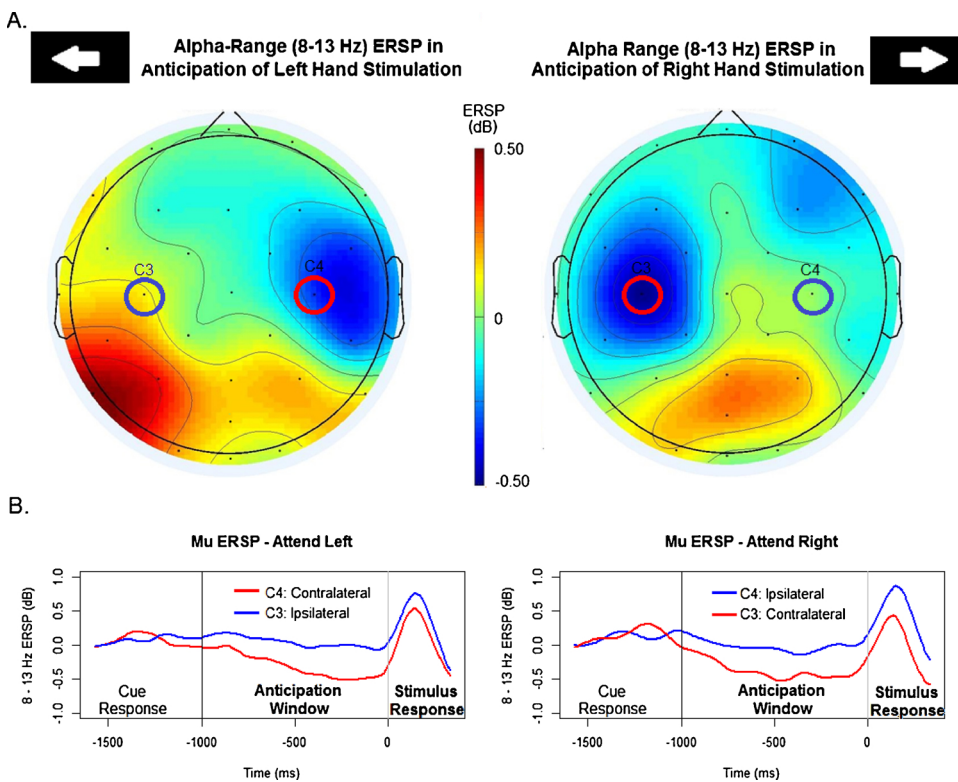 A.
Alpha-Range (8-13 Hz) ERSP in
Anticipation of Left Hand Stimulation
Alpha Range (8-13 Hz) ERSP in
Anticipation of Right Hand Stimulation
ERSP
(dB)
0.50
0
-0.50
C3
C4
C3
C4
B.
Mu ERSP - Attend Left
8 - 13 Hz ERSP (dB)
1.0
0.5
0.0
-0.5
-1.0
C4: Contralateral
C3: Ipsilateral
Cue
Response
Anticipation
Window
Stimulus
Response
-1500
-1000
-500
0
Time (ms)
Mu ERSP - Attend Right
8 - 13 Hz ERSP (dB)
1.0
0.5
0.0
-0.5
-1.0
C4: Ipsilateral
C3: Contralateral
Cue
Response
Anticipation
Window
Stimulus
Response
-1500
-1000
-500
0
Time (ms)